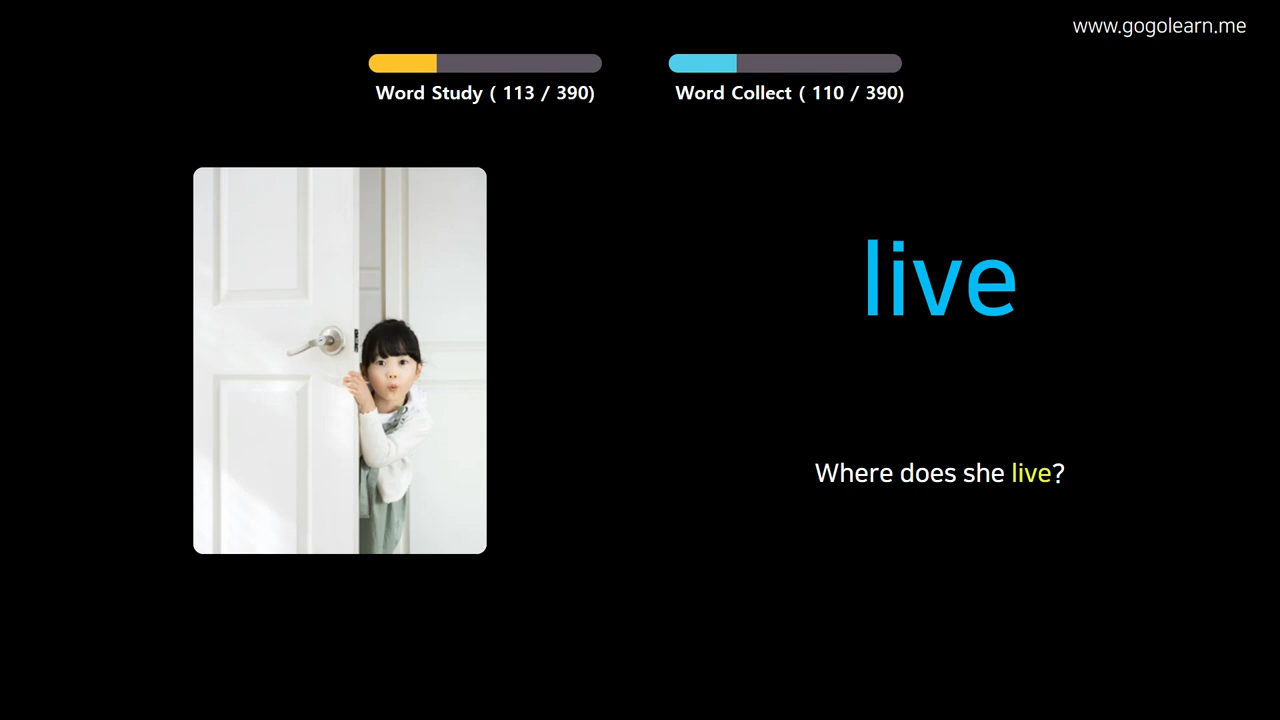 www.gogolearn.me
Word Study ( 113 / 390)
Word Collect ( 110 / 390)
live
Where does she live?